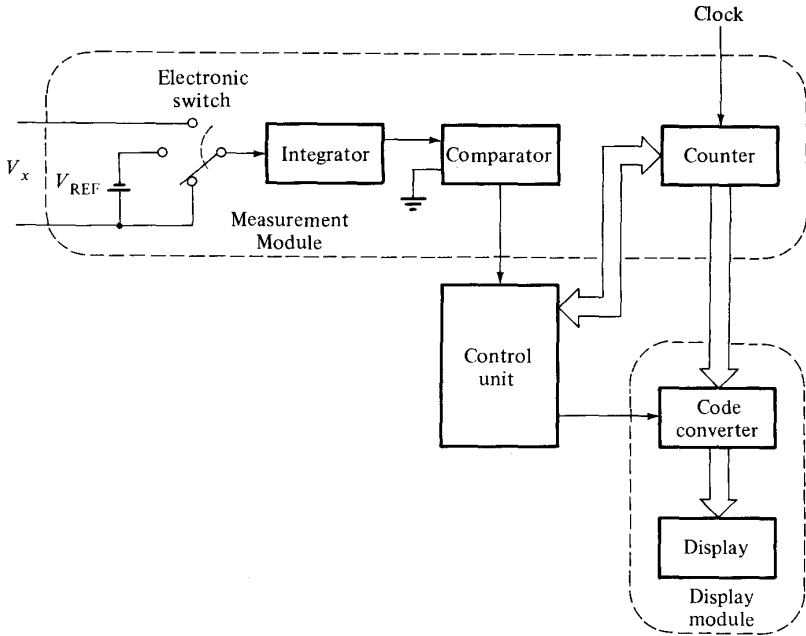 Clock
Electronic
switch
Integrator
Comparator
Counter
V_x
V_REF
Measurement
Module
Control
unit
Code
converter
Display
Display
module